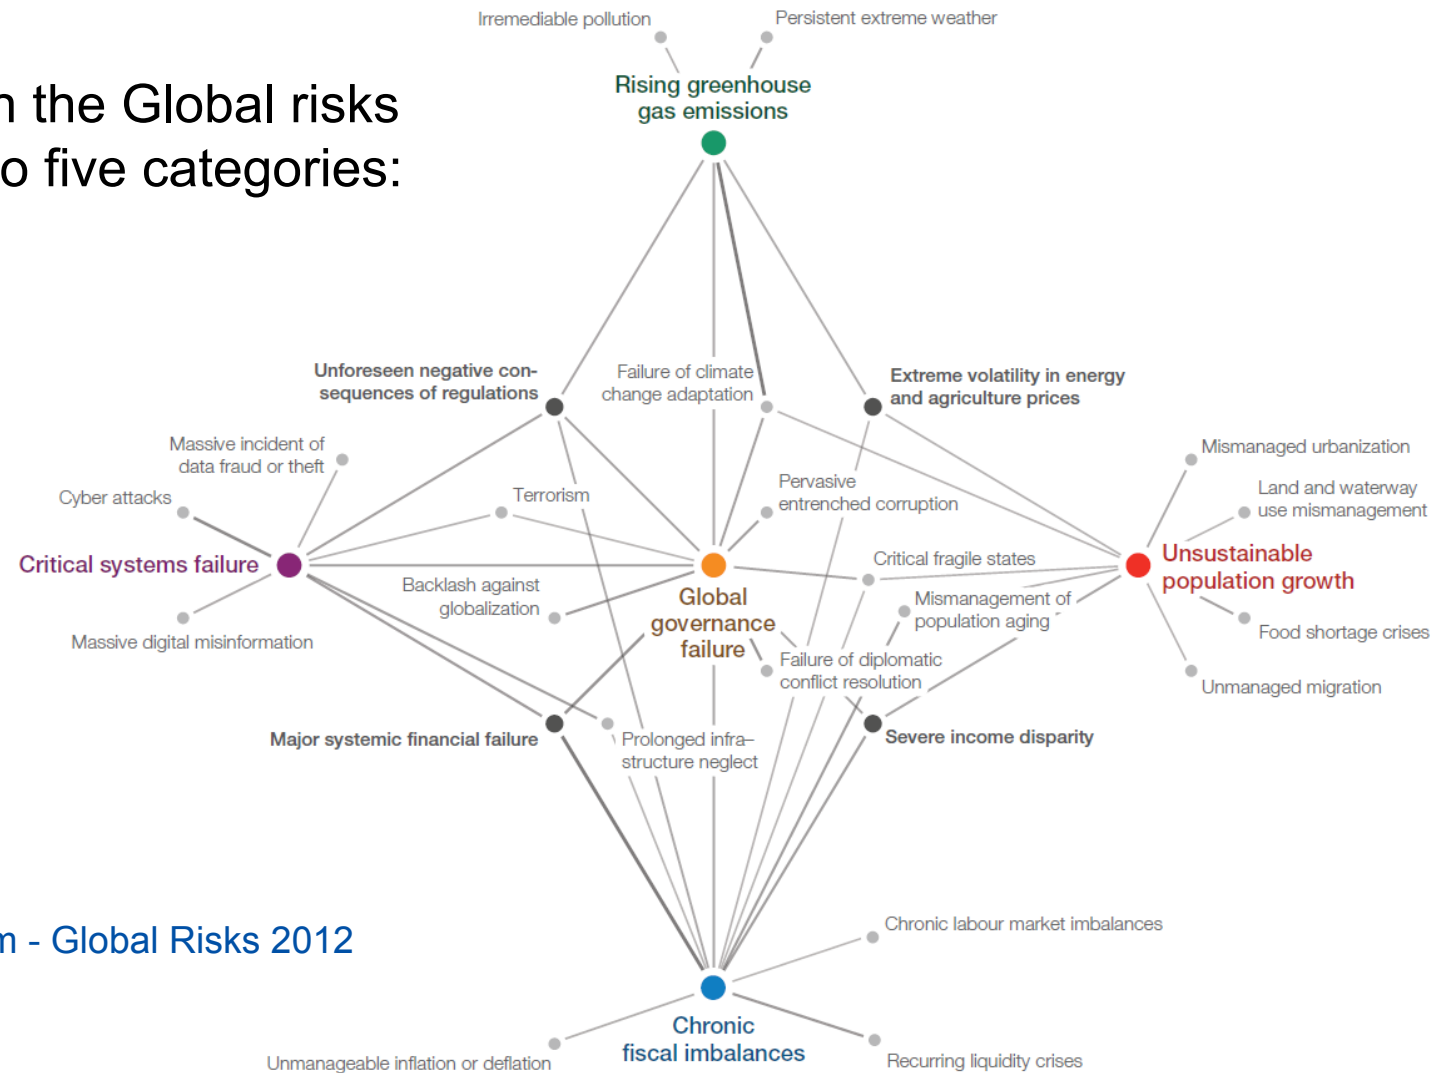 Irremediable pollution
Persistent extreme weather
n the Global risks
o five categories:
Rising greenhouse
gas emissions
Unforeseen negative con-
sequences of regulations
Failure of climate
change adaptation
Extreme volatility in energy
and agriculture prices
Massive incident of
data fraud or theft
Mismanaged urbanization
Cyber attacks
Terrorism
Pervasive
entrenched corruption
Land and waterway
use mismanagement
Critical systems failure
Critical fragile states
Unsustainable
population growth
Backlash against
globalization
Global
governance
failure
Mismanagement of
population aging
Massive digital misinformation
Food shortage crises
Failure of diplomatic
conflict resolution
Unmanaged migration
Major systemic financial failure
Prolonged infra–
structure neglect
Severe income disparity
m - Global Risks 2012
Chronic labour market imbalances
Chronic
fiscal imbalances
Unmanageable inflation or deflation
Recurring liquidity crises